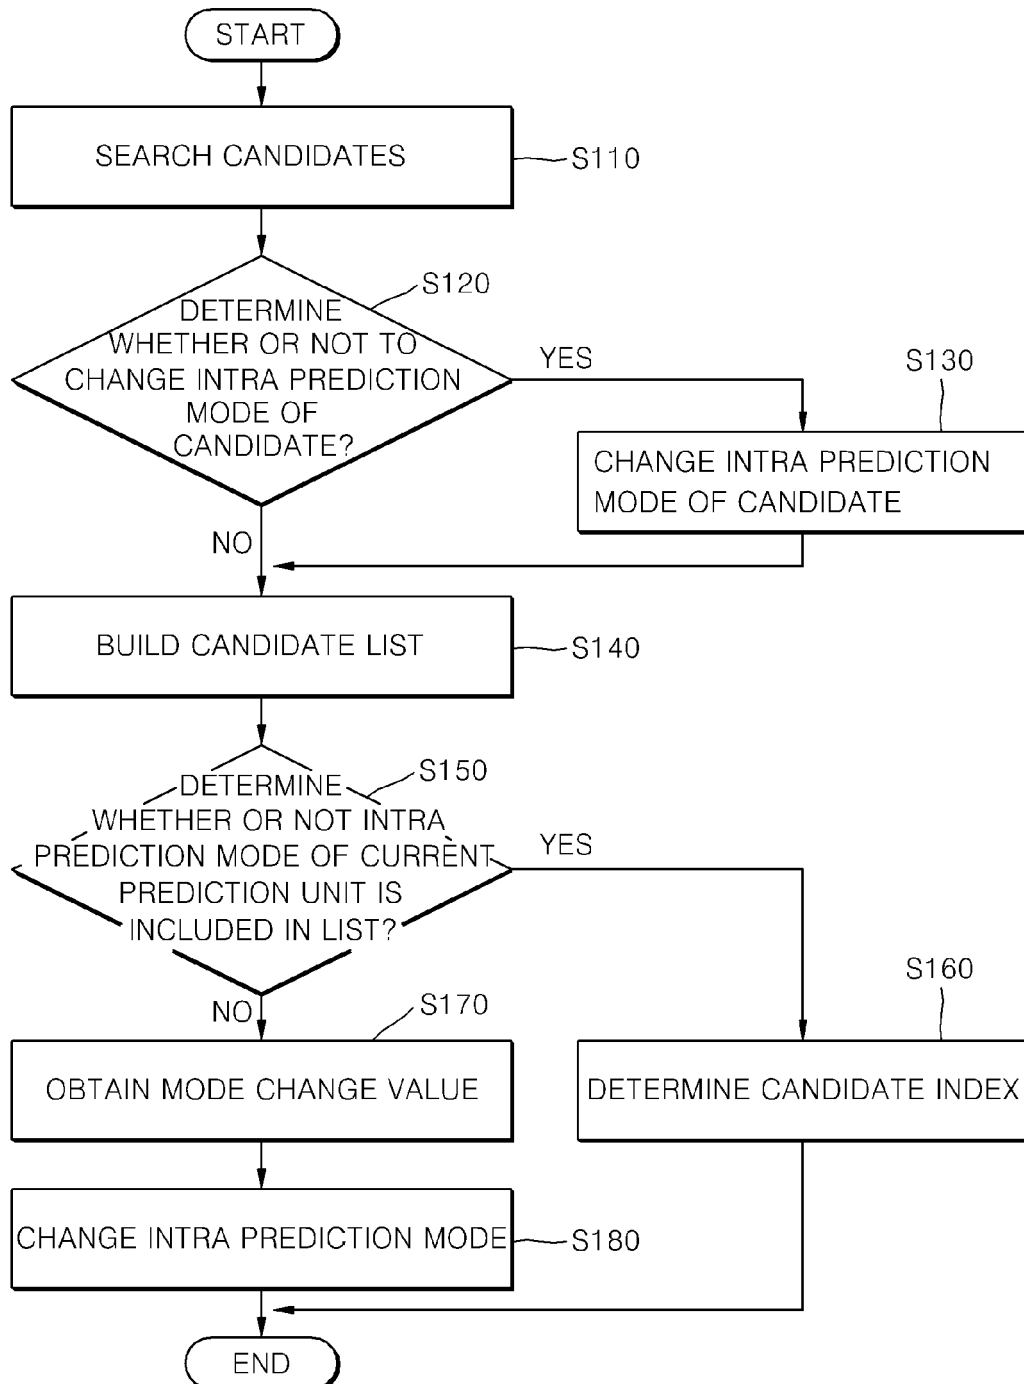 START
SEARCH CANDIDATES
S110
S120
DETERMINE
WHETHER OR NOT TO
CHANGE INTRA PREDICTION
MODE OF
CANDIDATE?
YES
S130
CHANGE INTRA PREDICTION
MODE OF CANDIDATE
NO
BUILD CANDIDATE LIST
S140
S150
DETERMINE
WHETHER OR NOT INTRA
PREDICTION MODE OF CURRENT
PREDICTION UNIT IS
INCLUDED IN LIST?
YES
S160
DETERMINE CANDIDATE INDEX
NO
S170
OBTAIN MODE CHANGE VALUE
CHANGE INTRA PREDICTION MODE
S180
END